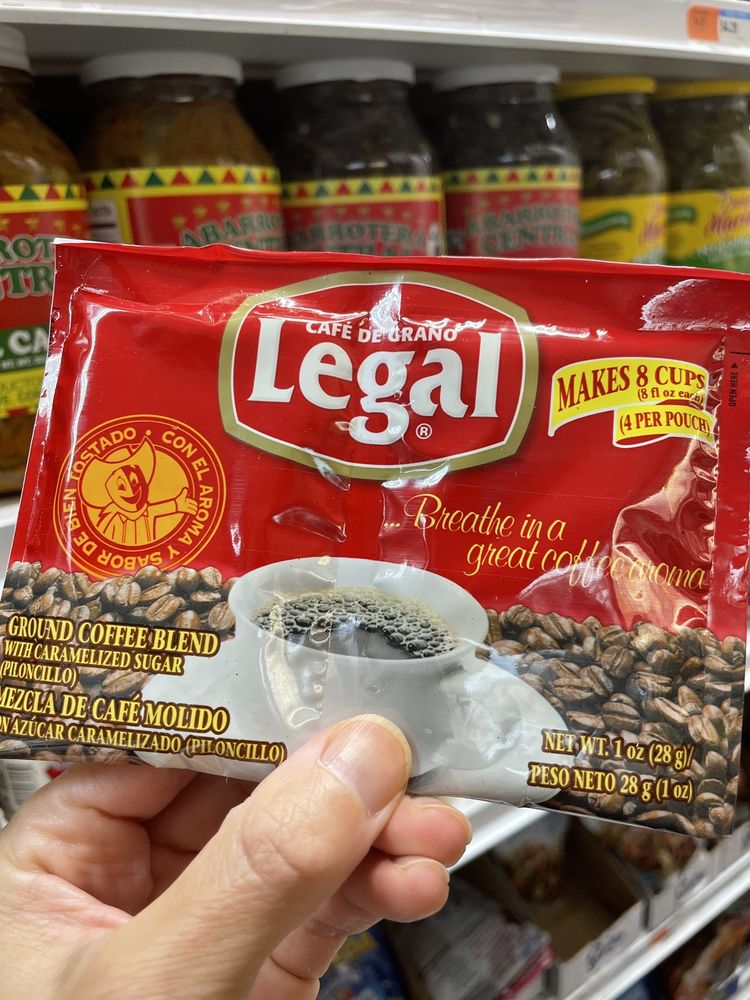 ABARROTERA
CENTRAL
CAFÉ DE GRANO
Legal
®
MAKES 8 CUPS
(8 fl oz each)
(4 PER POUCH)
OPEN HERE
BIEN TOSTADO • CON EL AROMA Y SABOR DE
... Breathe in a
great coffee aroma
GROUND COFFEE BLEND
WITH CARAMELIZED SUGAR
(PILONCILLO)
MEZCLA DE CAFÉ MOLIDO
CON AZÚCAR CARAMELIZADO (PILONCILLO)
NET WT. 1 oz (28 g)/
PESO NETO 28 g (1 oz)